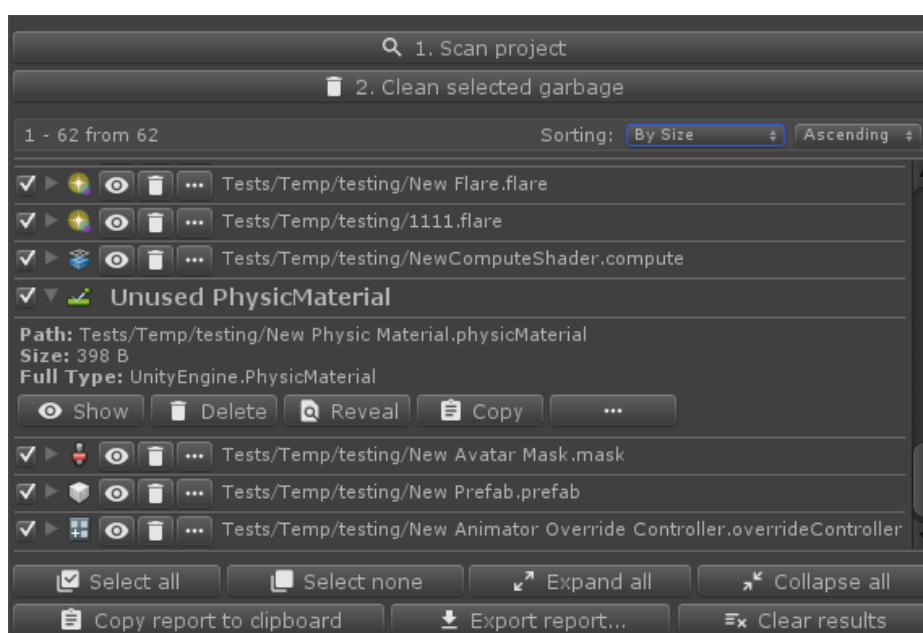 1. Scan project
2. Clean selected garbage
1 - 62 from 62 Sorting: By Size Ascending
Tests/Temp/testing/New Flare.flare
Tests/Temp/testing/1111.flare
Tests/Temp/testing/NewComputeShader.compute
Unused PhysicMaterial
Path: Tests/Temp/testing/New Physic Material.physicMaterial
Size: 398 B
Full Type: UnityEngine.PhysicMaterial
Show Delete Reveal Copy ...
Tests/Temp/testing/New Avatar Mask.mask
Tests/Temp/testing/New Prefab.prefab
Tests/Temp/testing/New Animator Override Controller.overrideController
Select all Select none Expand all Collapse all
Copy report to clipboard Export report... Clear results